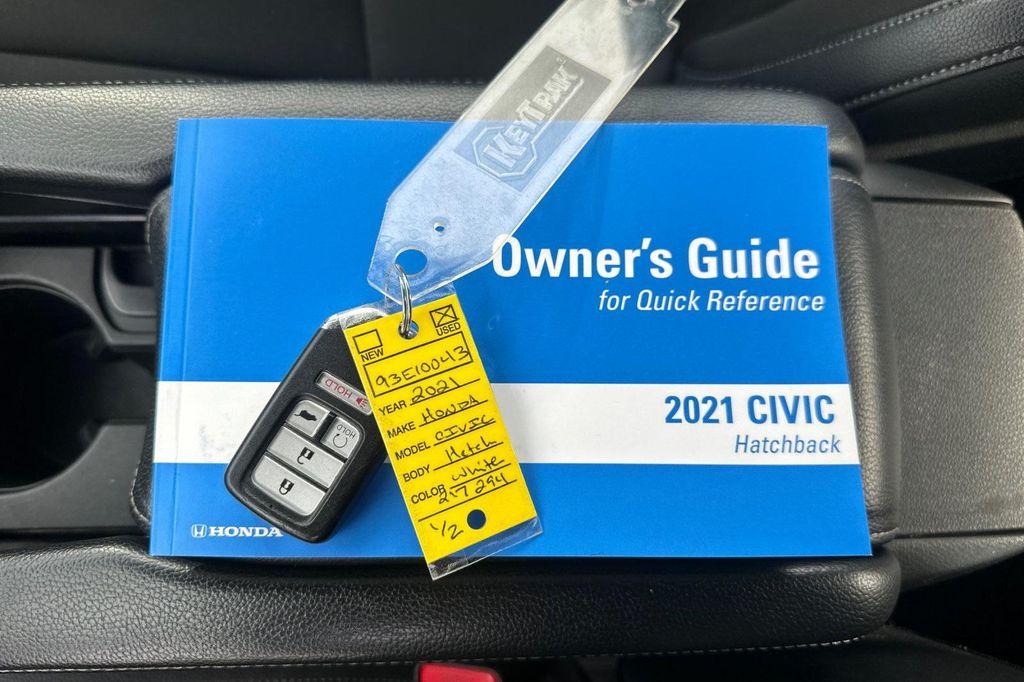 KEYTRAK
Owner's Guide
for Quick Reference
2021 CIVIC
Hatchback
HONDA
HOLD
HOLD
NEW
USED
93E10043
YEAR 2021
MAKE HONDA
MODEL CIVIC
BODY Hatch
COLOR White
27294
1/2